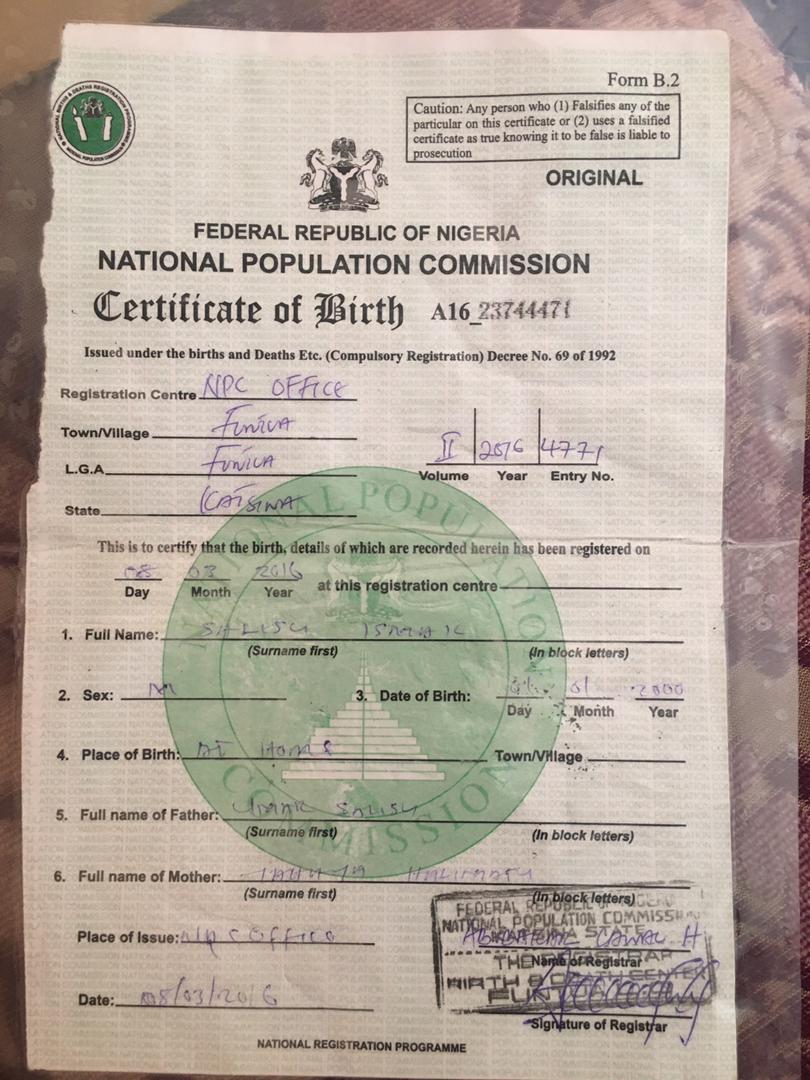 Form B.2
Caution: Any person who (1) Falsifies any of the
particular on this certificate or (2) uses a falsified
certificate as true knowing it to be false is liable to
prosecution
ORIGINAL
FEDERAL REPUBLIC OF NIGERIA
NATIONAL POPULATION COMMISSION
Certificate of Birth A16_23744471
Issued under the births and Deaths Etc. (Compulsory Registration) Decree No. 69 of 1992
Registration Centre NPC OFFICE
Town/Village Funtua
L.G.A Funtua
II 2016 4771
Volume Year Entry No.
State KATSINA
This is to certify that the birth, details of which are recorded herein has been registered on
08 03 2016 at this registration centre
Day Month Year
1. Full Name: SALISU ISMAIL
(Surname first) (In block letters)
2. Sex: M 3. Date of Birth: 01 2000
Day Month Year
4. Place of Birth: AT HOME Town/Village
5. Full name of Father: UMAR SALISU
(Surname first) (In block letters)
6. Full name of Mother:
(Surname first) (In block letters)
FEDERAL REPUBLIC OF
NATIONAL POPULATION COMMISSION
Place of Issue: NPC OFFICE LAWAL H
Name of Registrar
Date: 08/03/2016
Signature of Registrar
NATIONAL REGISTRATION PROGRAMME